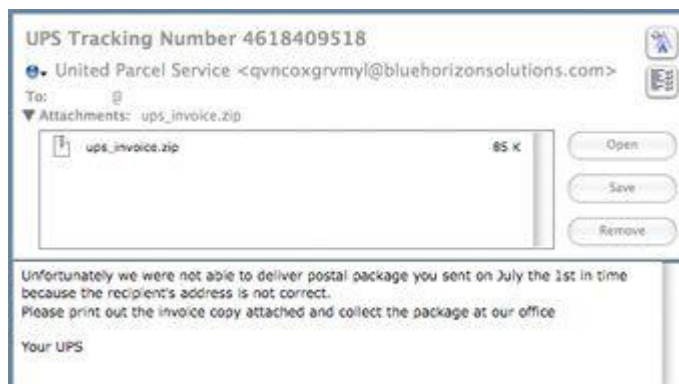 UPS Tracking Number 4618409518
United Parcel Service <qvncoxgrvmyl@bluehorizonsolutions.com>
To: @
Attachments: ups_invoice.zip
ups_invoice.zip 85 K
Open
Save
Remove
Unfortunately we were not able to deliver postal package you sent on July the 1st in time
because the recipient's address is not correct.
Please print out the invoice copy attached and collect the package at our office
Your UPS